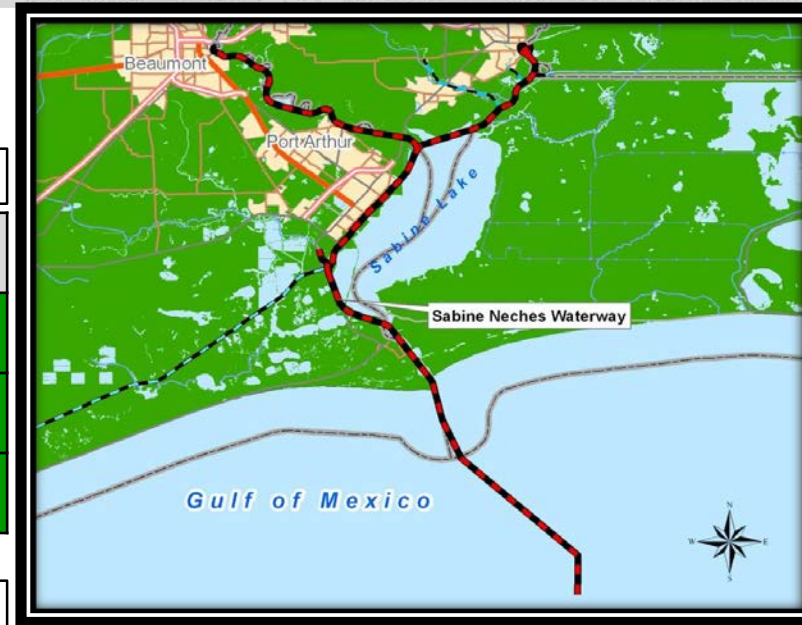 Beaumont
Port Arthur
Sabine Lake
Sabine Neches Waterway
Gulf of Mexico
N
W
E
S